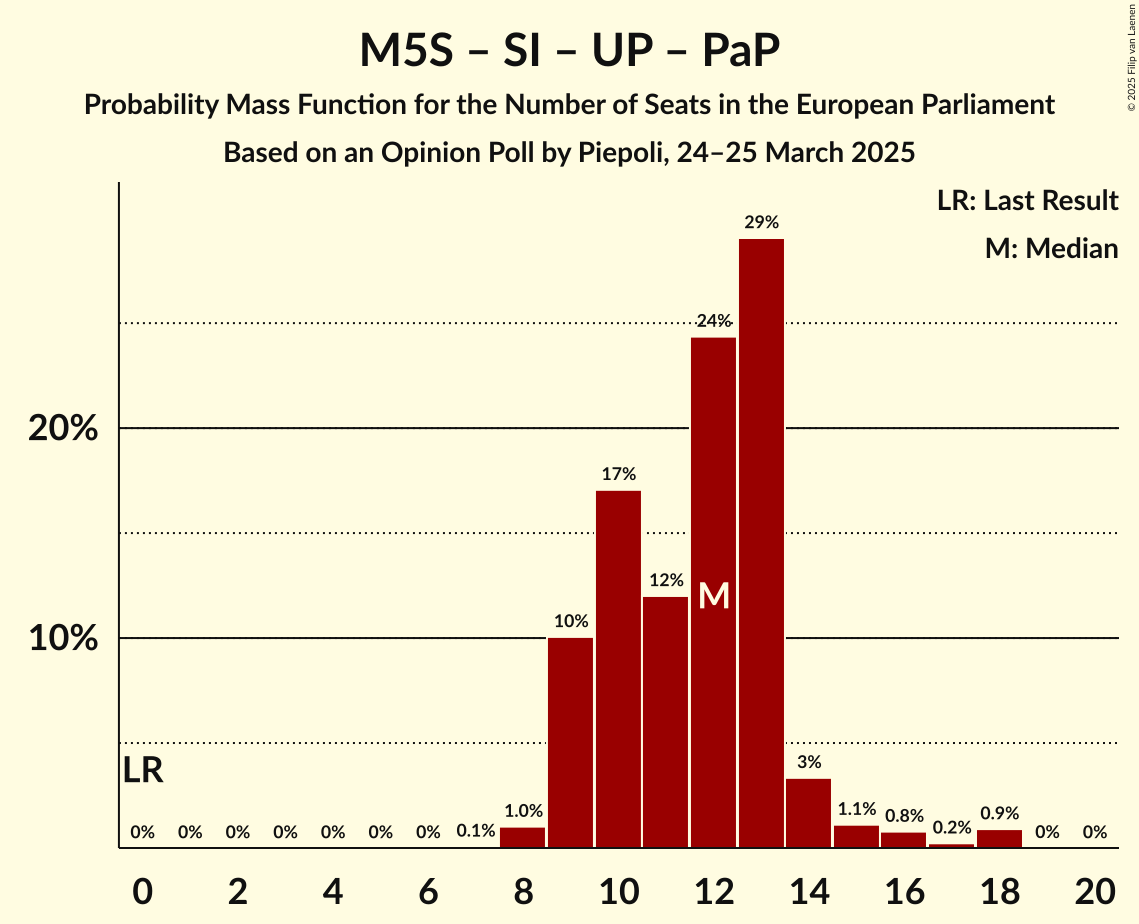 M5S – SI – UP – PaP
Probability Mass Function for the Number of Seats in the European Parliament
Based on an Opinion Poll by Piepoli, 24–25 March 2025
© 2025 Filip van Laenen
LR: Last Result
M: Median
29%
24%
20%
17%
12%
M
10%
10%
LR
3%
0% 0% 0% 0% 0% 0% 0% 0.1% 1.0% 1.1% 0.8% 0.2% 0.9% 0% 0%
0 2 4 6 8 10 12 14 16 18 20